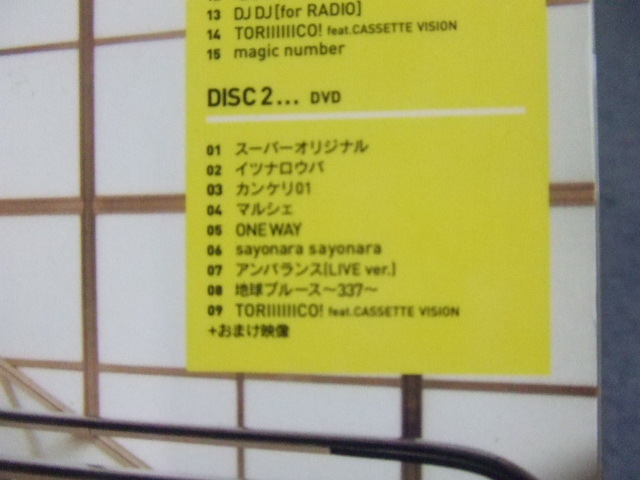 13 DJ DJ[for RADIO]
14 TORIIIIIICO! feat.CASSETTE VISION
15 magic number
DISC 2... DVD
01 スーパーオリジナル
02 イツナロウバ
03 カンケリ01
04 マルシェ
05 ONE WAY
06 sayonara sayonara
07 アンバランス[LIVE ver.]
08 地球ブルース〜337〜
09 TORIIIIIICO! feat.CASSETTE VISION
+おまけ映像